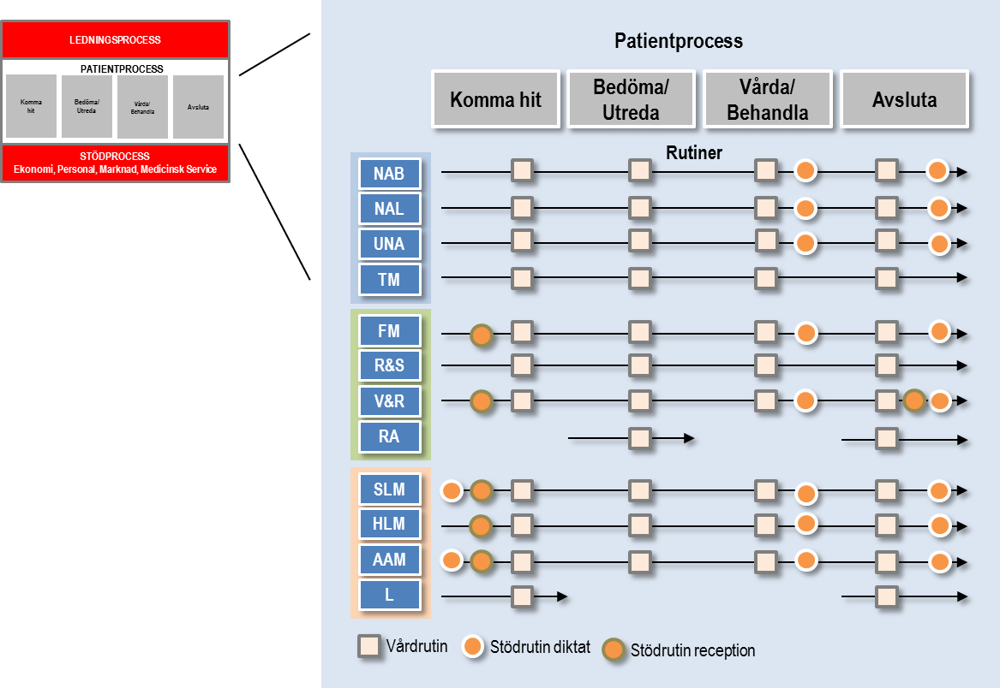 LEDNINGSPROCESS
PATIENTPROCESS
Komma
hit
Bedöma/
Utreda
Vårda/
Behandla
Avsluta
STÖDPROCESS
Ekonomi, Personal, Marknad, Medicinsk Service
Patientprocess
Komma hit
Bedöma/
Utreda
Vårda/
Behandla
Avsluta
Rutiner
NAB
NAL
UNA
TM
FM
R&S
V&R
RA
SLM
HLM
AAM
L
Vårdrutin
Stödrutin diktat
Stödrutin reception